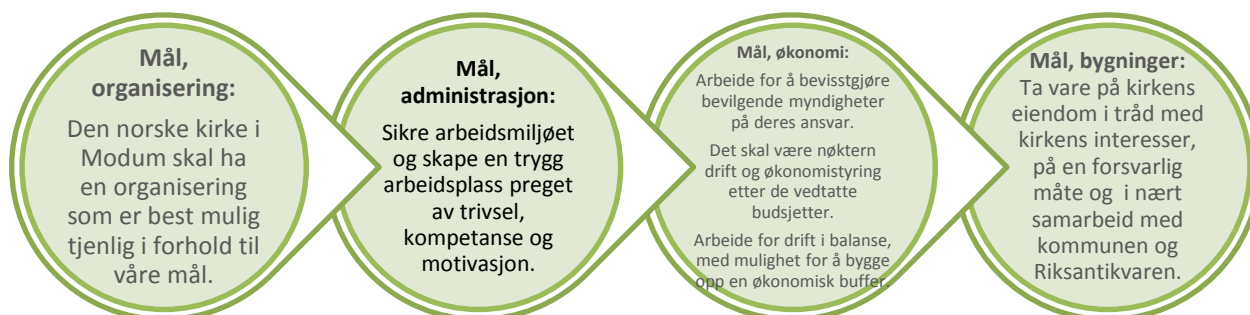 Mål,
organisering:
Den norske kirke i
Modum skal ha
en organisering
som er best mulig
tjenlig i forhold til
våre mål.
Mål,
administrasjon:
Sikre arbeidsmiljøet
og skape en trygg
arbeidsplass preget
av trivsel,
kompetanse og
motivasjon.
Mål, økonomi:
Arbeide for å bevisstgjøre
bevilgende myndigheter
på deres ansvar.
Det skal være nøktern
drift og økonomistyring
etter de vedtatte
budsjetter.
Arbeide for drift i balanse,
med mulighet for å bygge
opp en økonomisk buffer.
Mål, bygninger:
Ta vare på kirkens
eiendom i tråd med
kirkens interesser,
på en forsvarlig
måte og i nært
samarbeid med
kommunen og
Riksantikvaren.